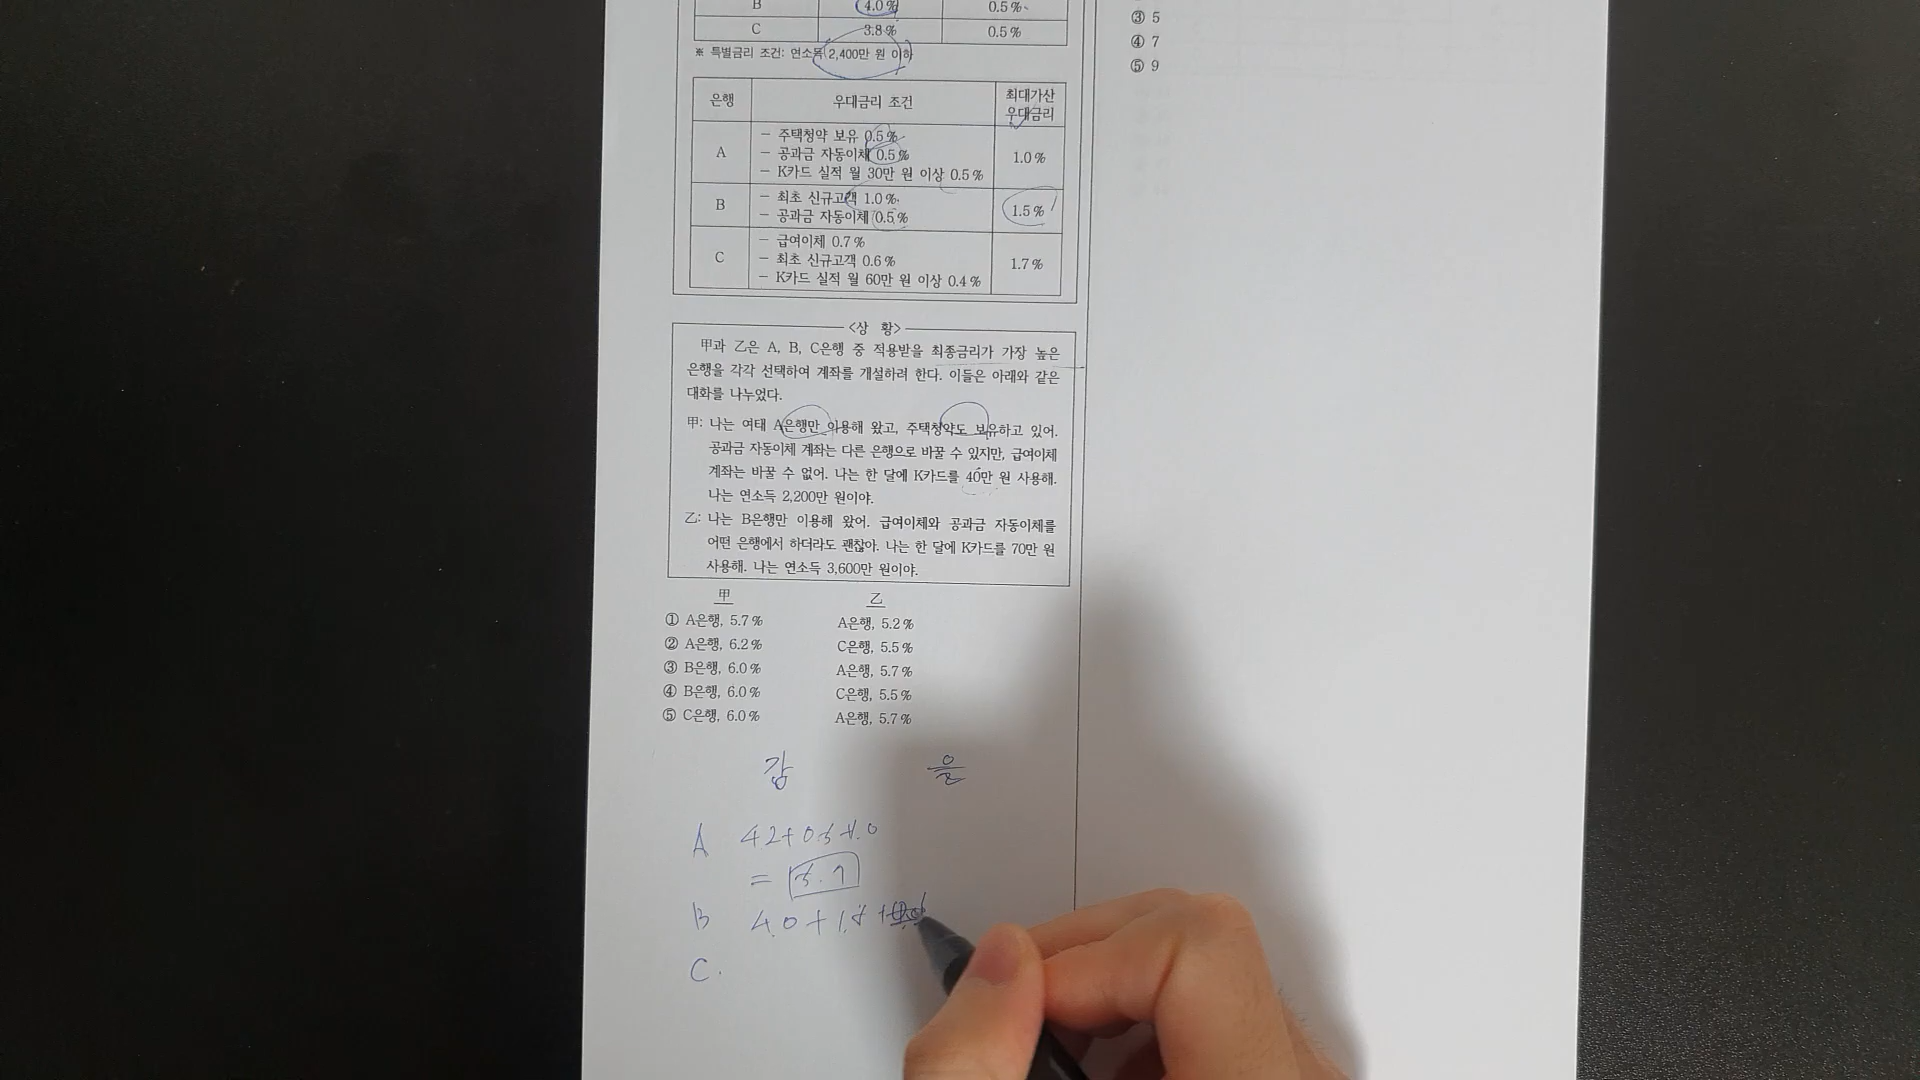 B 4.0% 0.5%
C 3.8% 0.5%
※ 특별금리 조건: 연소득 2,400만 원 이하
은행 우대금리 조건 최대가산 우대금리
A
- 주택청약 보유 0.5%
- 공과금 자동이체 0.5%
- K카드 실적 월 30만 원 이상 0.5%
1.0%
B
- 최초 신규고객 1.0%
- 공과금 자동이체 0.5%
1.5%
C
- 급여이체 0.7%
- 최초 신규고객 0.6%
- K카드 실적 월 60만 원 이상 0.4%
1.7%
<상 황>
甲과 乙은 A, B, C은행 중 적용받을 최종금리가 가장 높은
은행을 각각 선택하여 계좌를 개설하려 한다. 이들은 아래와 같은
대화를 나누었다.
甲: 나는 여태 A은행만 이용해 왔고, 주택청약도 보유하고 있어.
공과금 자동이체 계좌는 다른 은행으로 바꿀 수 있지만, 급여이체
계좌는 바꿀 수 없어. 나는 한 달에 K카드를 40만 원 사용해.
나는 연소득 2,200만 원이야.
乙: 나는 B은행만 이용해 왔어. 급여이체와 공과금 자동이체를
어떤 은행에서 하더라도 괜찮아. 나는 한 달에 K카드를 70만 원
사용해. 나는 연소득 3,600만 원이야.
甲 乙
① A은행, 5.7% A은행, 5.2%
② A은행, 6.2% C은행, 5.5%
③ B은행, 6.0% A은행, 5.7%
④ B은행, 6.0% C은행, 5.5%
⑤ C은행, 6.0% A은행, 5.7%
갑 을
A 4.2+0.5+1.0
= 5.7
B 4.0+1.5+
C.
③ 5
④ 7
⑤ 9